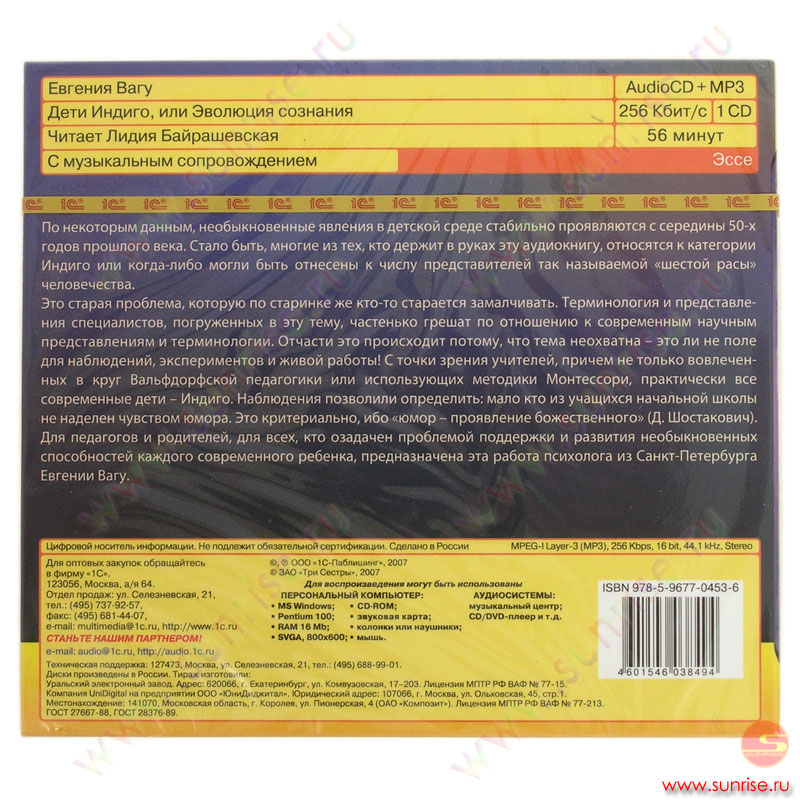 Евгения Вагу
AudioCD + MP3
Дети Индиго, или Эволюция сознания
256 Кбит/с
1 CD
Читает Лидия Байрашевская
56 минут
С музыкальным сопровождением
Эссе
1С 1С 1С 1С 1С 1С 1С 1С 1С 1С 1С 1С 1С 1С
По некоторым данным, необыкновенные явления в детской среде стабильно проявляются с середины 50-х
годов прошлого века. Стало быть, многие из тех, кто держит в руках эту аудиокнигу, относятся к категории
Индиго или когда-либо могли быть отнесены к числу представителей так называемой «шестой расы»
человечества.
Это старая проблема, которую по старинке же кто-то старается замалчивать. Терминология и представле-
ния специалистов, погруженных в эту тему, частенько грешат по отношению к современным научным
представлениям и терминологии. Отчасти это происходит потому, что тема неохватна – это ли не поле
для наблюдений, экспериментов и живой работы! С точки зрения учителей, причем не только вовлечен-
ных в круг Вальфдорфской педагогики или использующих методики Монтессори, практически все
современные дети – Индиго. Наблюдения позволили определить: мало кто из учащихся начальной школы
не наделен чувством юмора. Это критериально, ибо «юмор – проявление божественного» (Д. Шостакович).
Для педагогов и родителей, для всех, кто озадачен проблемой поддержки и развития необыкновенных
способностей каждого современного ребенка, предназначена эта работа психолога из Санкт-Петербурга
Евгении Вагу.
Цифровой носитель информации. Не подлежит обязательной сертификации. Сделано в России
MPEG-I Layer-3 (MP3), 256 Kbps, 16 bit, 44.1 kHz, Stereo
Для оптовых закупок обращайтесь
в фирму «1С».
123056, Москва, а/я 64.
Отдел продаж: ул. Селезневская, 21,
тел.: (495) 737-92-57,
факс: (495) 681-44-07,
e-mail: multimedia@1c.ru, http://www.1c.ru
СТАНЬТЕ НАШИМ ПАРТНЕРОМ!
e-mail: audio@1c.ru, http://audio.1c.ru
©, ℗ ООО «1С-Паблишинг», 2007
© ЗАО «Три Сестры», 2007
Для воспроизведения могут быть использованы
ПЕРСОНАЛЬНЫЙ КОМПЬЮТЕР:
• MS Windows;
• Pentium 100;
• RAM 16 Mb;
• SVGA, 800x600;
• CD-ROM;
• звуковая карта;
• колонки или наушники;
• мышь.
АУДИОСИСТЕМЫ:
музыкальный центр;
CD/DVD-плеер и т.д.
ISBN 978-5-9677-0453-6
4 601546 038494
Техническая поддержка: 127473, Москва, ул. Селезневская, 21, тел.: (495) 688-99-01.
Диски произведены в России. Тираж изготовили:
Уральский электронный завод. Адрес: 620066, г. Екатеринбург, ул. Комвузовская, 17–203. Лицензия МПТР РФ ВАФ № 77-15.
Компания UniDigital на предприятии ООО «ЮниДиджитал». Юридический адрес: 107066, г. Москва, ул. Ольховская, 45, стр.1.
Местонахождение: 141070, Московская область, г. Королев, ул. Пионерская, 4 (ОАО «Композит»). Лицензия МПТР РФ ВАФ № 77-213.
ГОСТ 27667-88, ГОСТ 28376-89.
www.sunrise.ru